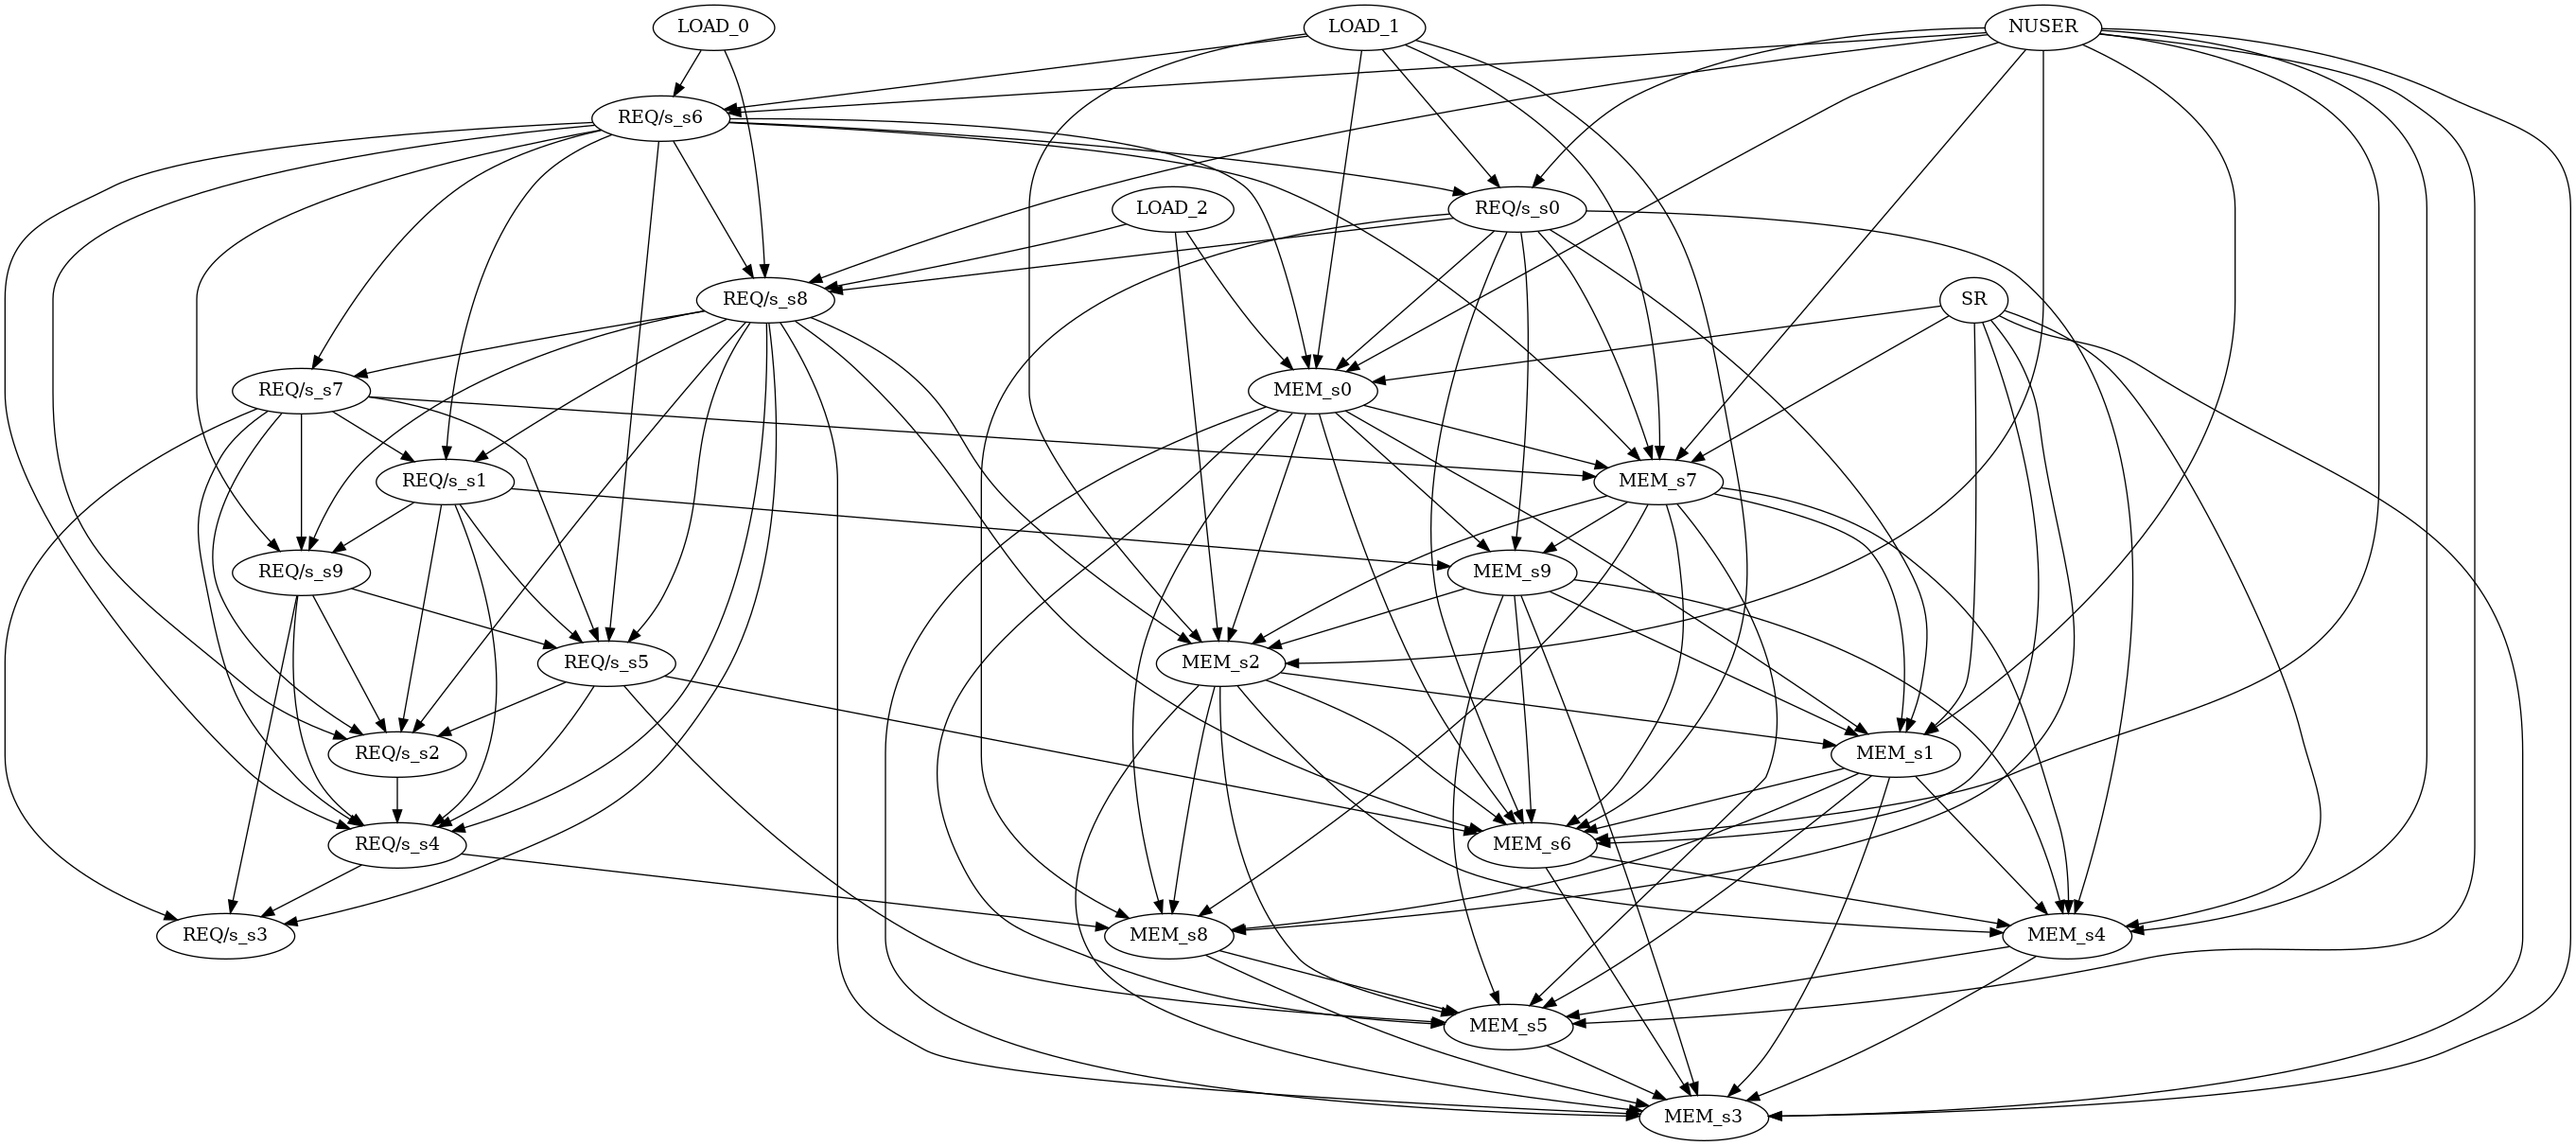 LOAD_0
LOAD_1
NUSER
REQ/s_s6
LOAD_2
REQ/s_s0
REQ/s_s8
SR
REQ/s_s7
MEM_s0
REQ/s_s1
MEM_s7
REQ/s_s9
MEM_s9
REQ/s_s5
MEM_s2
REQ/s_s2
MEM_s1
REQ/s_s4
MEM_s6
REQ/s_s3
MEM_s8
MEM_s4
MEM_s5
MEM_s3